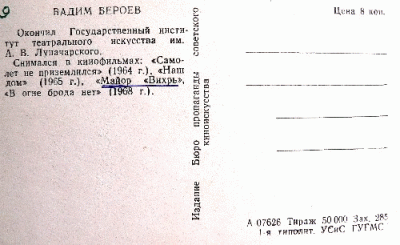 9
ВАДИМ БЕРОЕВ
Окончил Государственный инсти-
тут театрального искусства им.
А. В. Луначарского.
Снимался в кинофильмах: «Само-
лет не приземлился» (1964 г.), «Наш
дом» (1965 г.), «Майор «Вихрь»,
«В огне брода нет» (1968 г.).
Издание Бюро пропаганды советского
киноискусства
Цена 8 коп.
А 07626 Тираж 50 000 Зак. 285
1-я типолит. УСиС ГУГМС